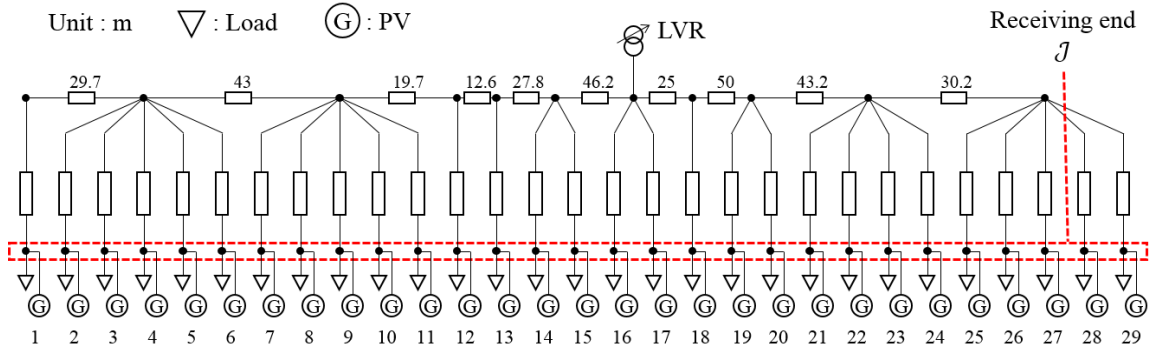 Unit : m
: Load
G : PV
LVR
Receiving end
𝒥
29.7 43 19.7 12.6 27.8 46.2 25 50 43.2 30.2
G G G G G G G G G G G G G G G G G G G G G G G G G G G G G
1 2 3 4 5 6 7 8 9 10 11 12 13 14 15 16 17 18 19 20 21 22 23 24 25 26 27 28 29